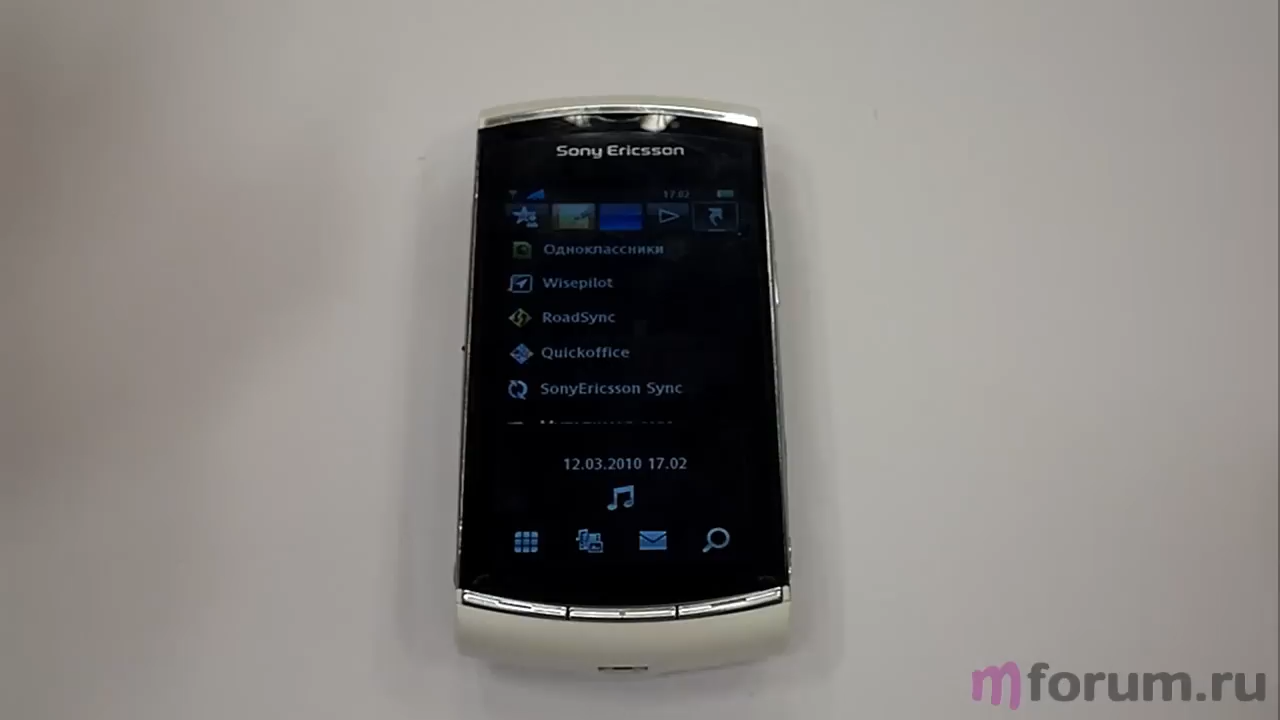 Sony Ericsson
17.02
Одноклассники
Wisepilot
RoadSync
Quickoffice
SonyEricsson Sync
12.03.2010 17.02
mforum.ru